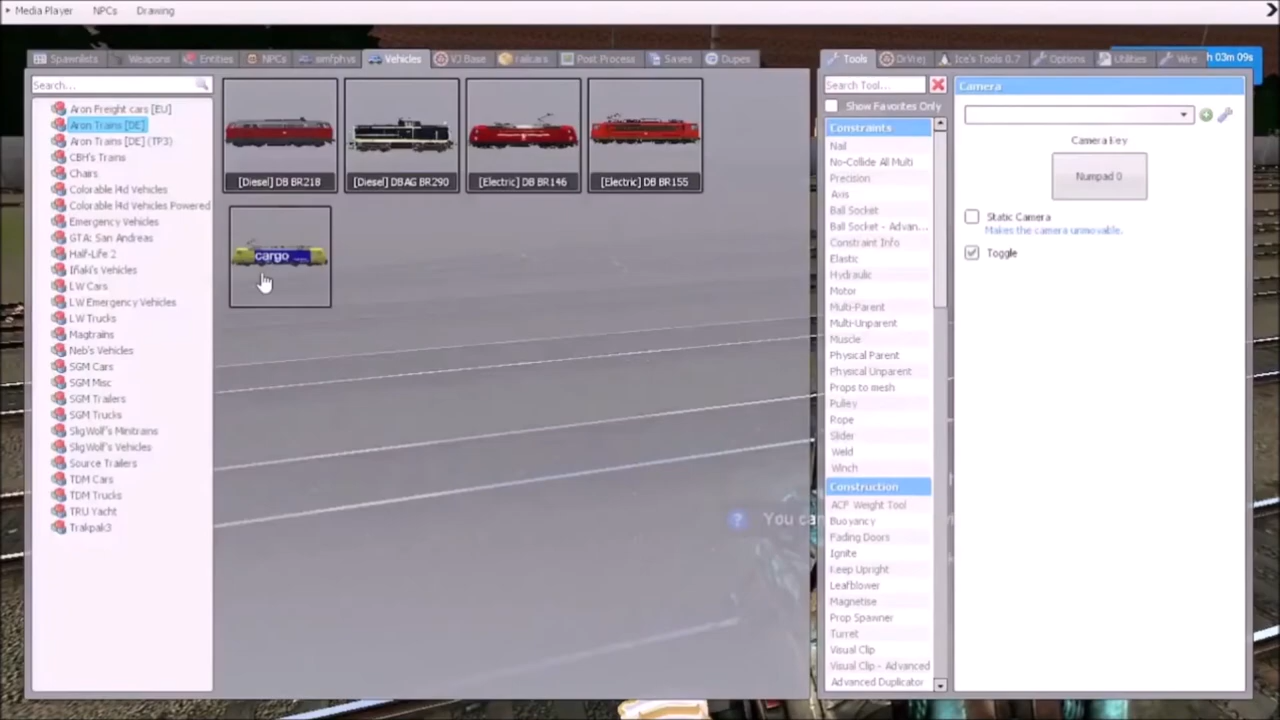 Media Player NPCs Drawing
Spawnlists Weapons Entities NPCs simfphys Vehicles VJ Base Railcars Post Process Saves Dupes
Tools DrVrej Ice's Tools 0.7 Options Utilities Wire
h 03m 09s
Search...
Aron Freight cars [EU]
Aron Trains [DE]
Aron Trains [DE] (TP3)
CBH's Trains
Chairs
Colorable l4d Vehicles
Colorable l4d Vehicles Powered
Emergency Vehicles
GTA: San Andreas
Half-Life 2
Iñaki's Vehicles
LW Cars
LW Emergency Vehicles
LW Trucks
Magtrains
Neb's Vehicles
SGM Cars
SGM Misc
SGM Trailers
SGM Trucks
SligWolf's Minitrains
SligWolf's Vehicles
Source Trailers
TDM Cars
TDM Trucks
TRU Yacht
Trakpak3
[Diesel] DB BR218
[Diesel] DBAG BR290
[Electric] DB BR146
[Electric] DB BR155
cargo
You can
Search Tool...
Show Favorites Only
Constraints
Nail
No-Collide All Multi
Precision
Axis
Ball Socket
Ball Socket - Advan...
Constraint Info
Elastic
Hydraulic
Motor
Multi-Parent
Multi-Unparent
Muscle
Physical Parent
Physical Unparent
Props to mesh
Pulley
Rope
Slider
Weld
Winch
Construction
ACF Weight Tool
Buoyancy
Fading Doors
Ignite
Keep Upright
Leafblower
Magnetise
Prop Spawner
Turret
Visual Clip
Visual Clip - Advanced
Advanced Duplicator
Camera
Camera Key
Numpad 0
Static Camera
Makes the camera unmovable.
Toggle